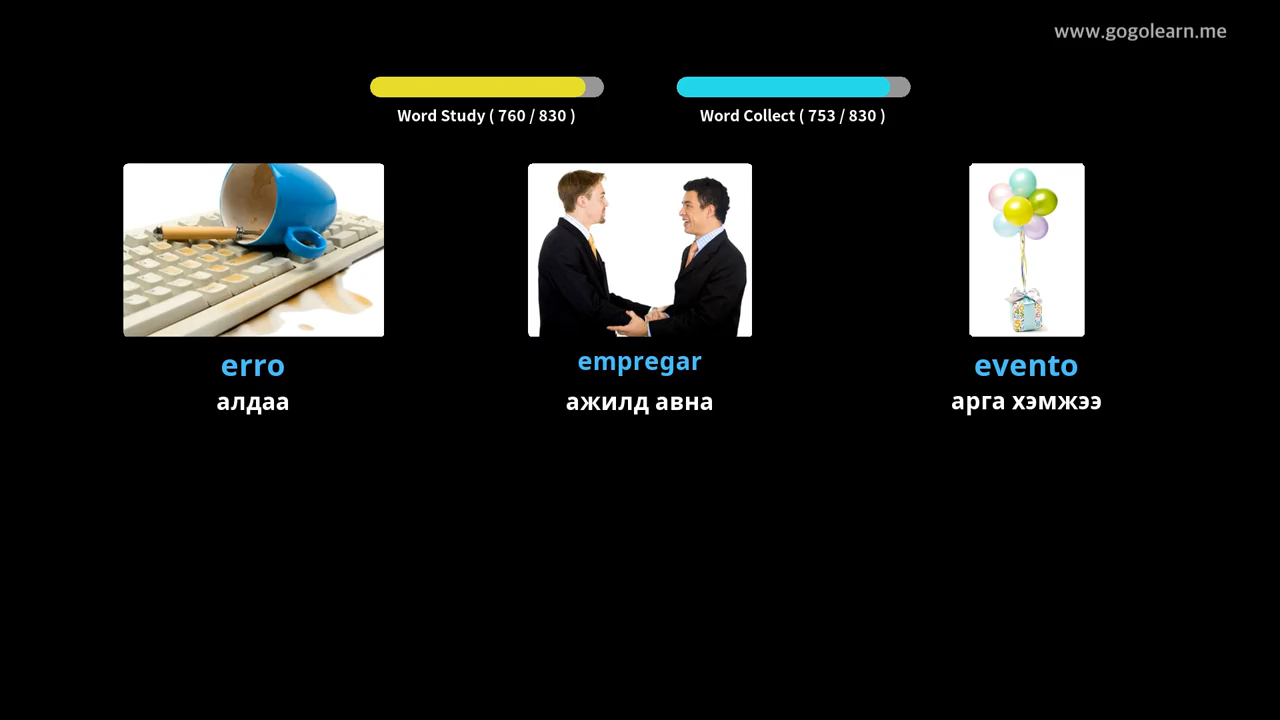 www.gogolearn.me
Word Study ( 760 / 830 )
Word Collect ( 753 / 830 )
erro
empregar
evento
алдаа
ажилд авна
арга хэмжээ